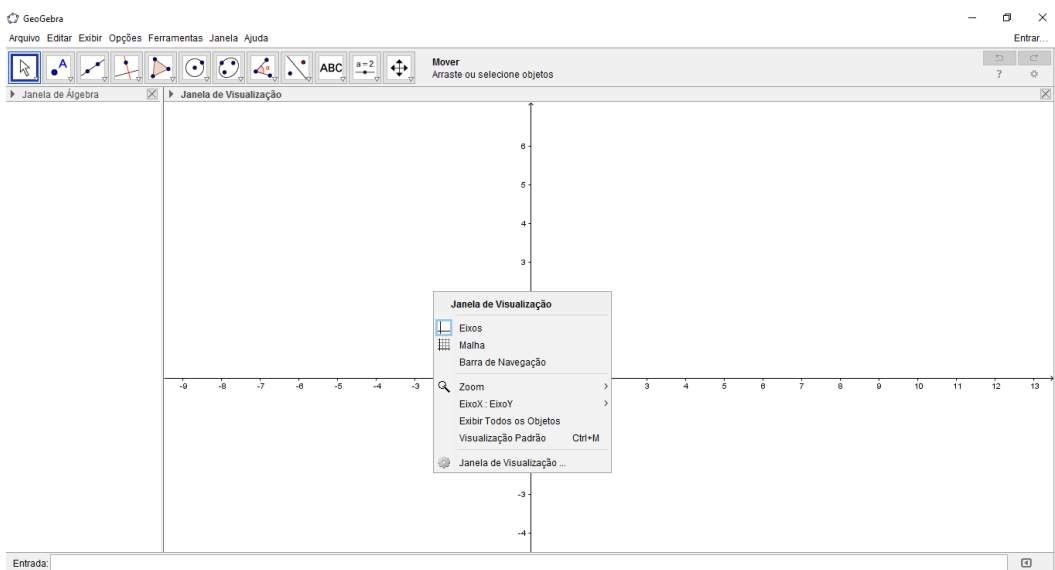 GeoGebra
Arquivo Editar Exibir Opções Ferramentas Janela Ajuda Entrar...
A α ABC a=2 Mover
Arraste ou selecione objetos ?
Janela de Álgebra Janela de Visualização
6
5
4
3
Janela de Visualização
Eixos
Malha
Barra de Navegação
-9 -8 -7 -6 -5 -4 -3 3 4 5 6 7 8 9 10 11 12 13
Zoom
EixoX : EixoY
Exibir Todos os Objetos
Visualização Padrão Ctrl+M
Janela de Visualização ...
-3
-4
Entrada: